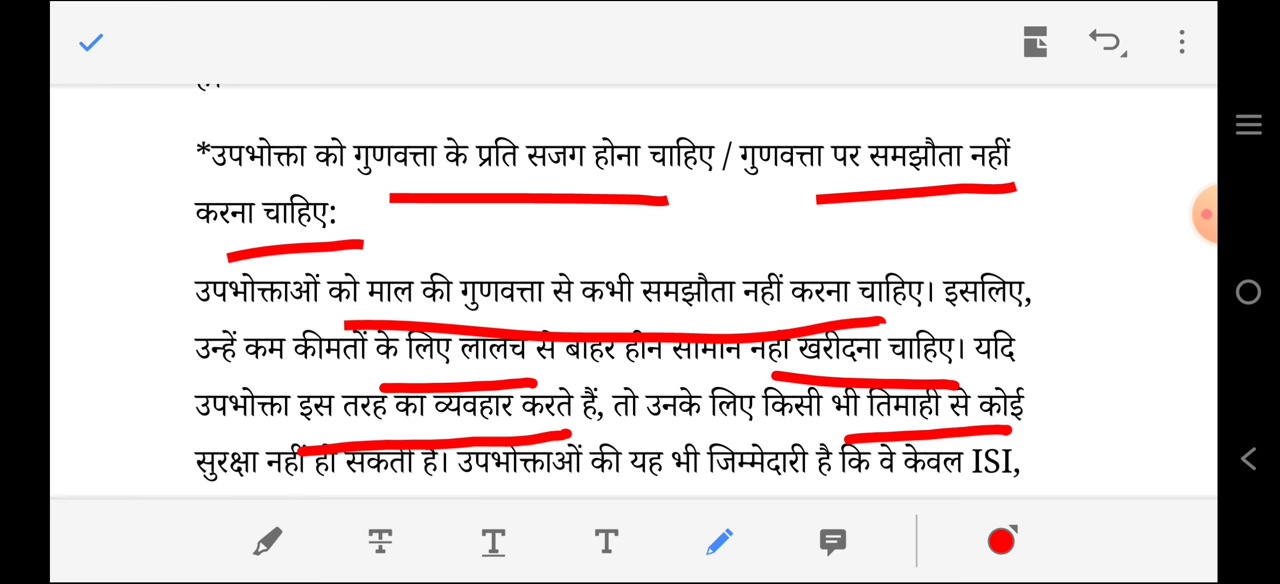 *उपभोक्ता को गुणवत्ता के प्रति सजग होना चाहिए / गुणवत्ता पर समझौता नहीं
करना चाहिए:
उपभोक्ताओं को माल की गुणवत्ता से कभी समझौता नहीं करना चाहिए। इसलिए,
उन्हें कम कीमतों के लिए लालच से बाहर हीन सामान नहीं खरीदना चाहिए। यदि
उपभोक्ता इस तरह का व्यवहार करते हैं, तो उनके लिए किसी भी तिमाही से कोई
सुरक्षा नहीं हो सकती है। उपभोक्ताओं की यह भी जिम्मेदारी है कि वे केवल ISI,